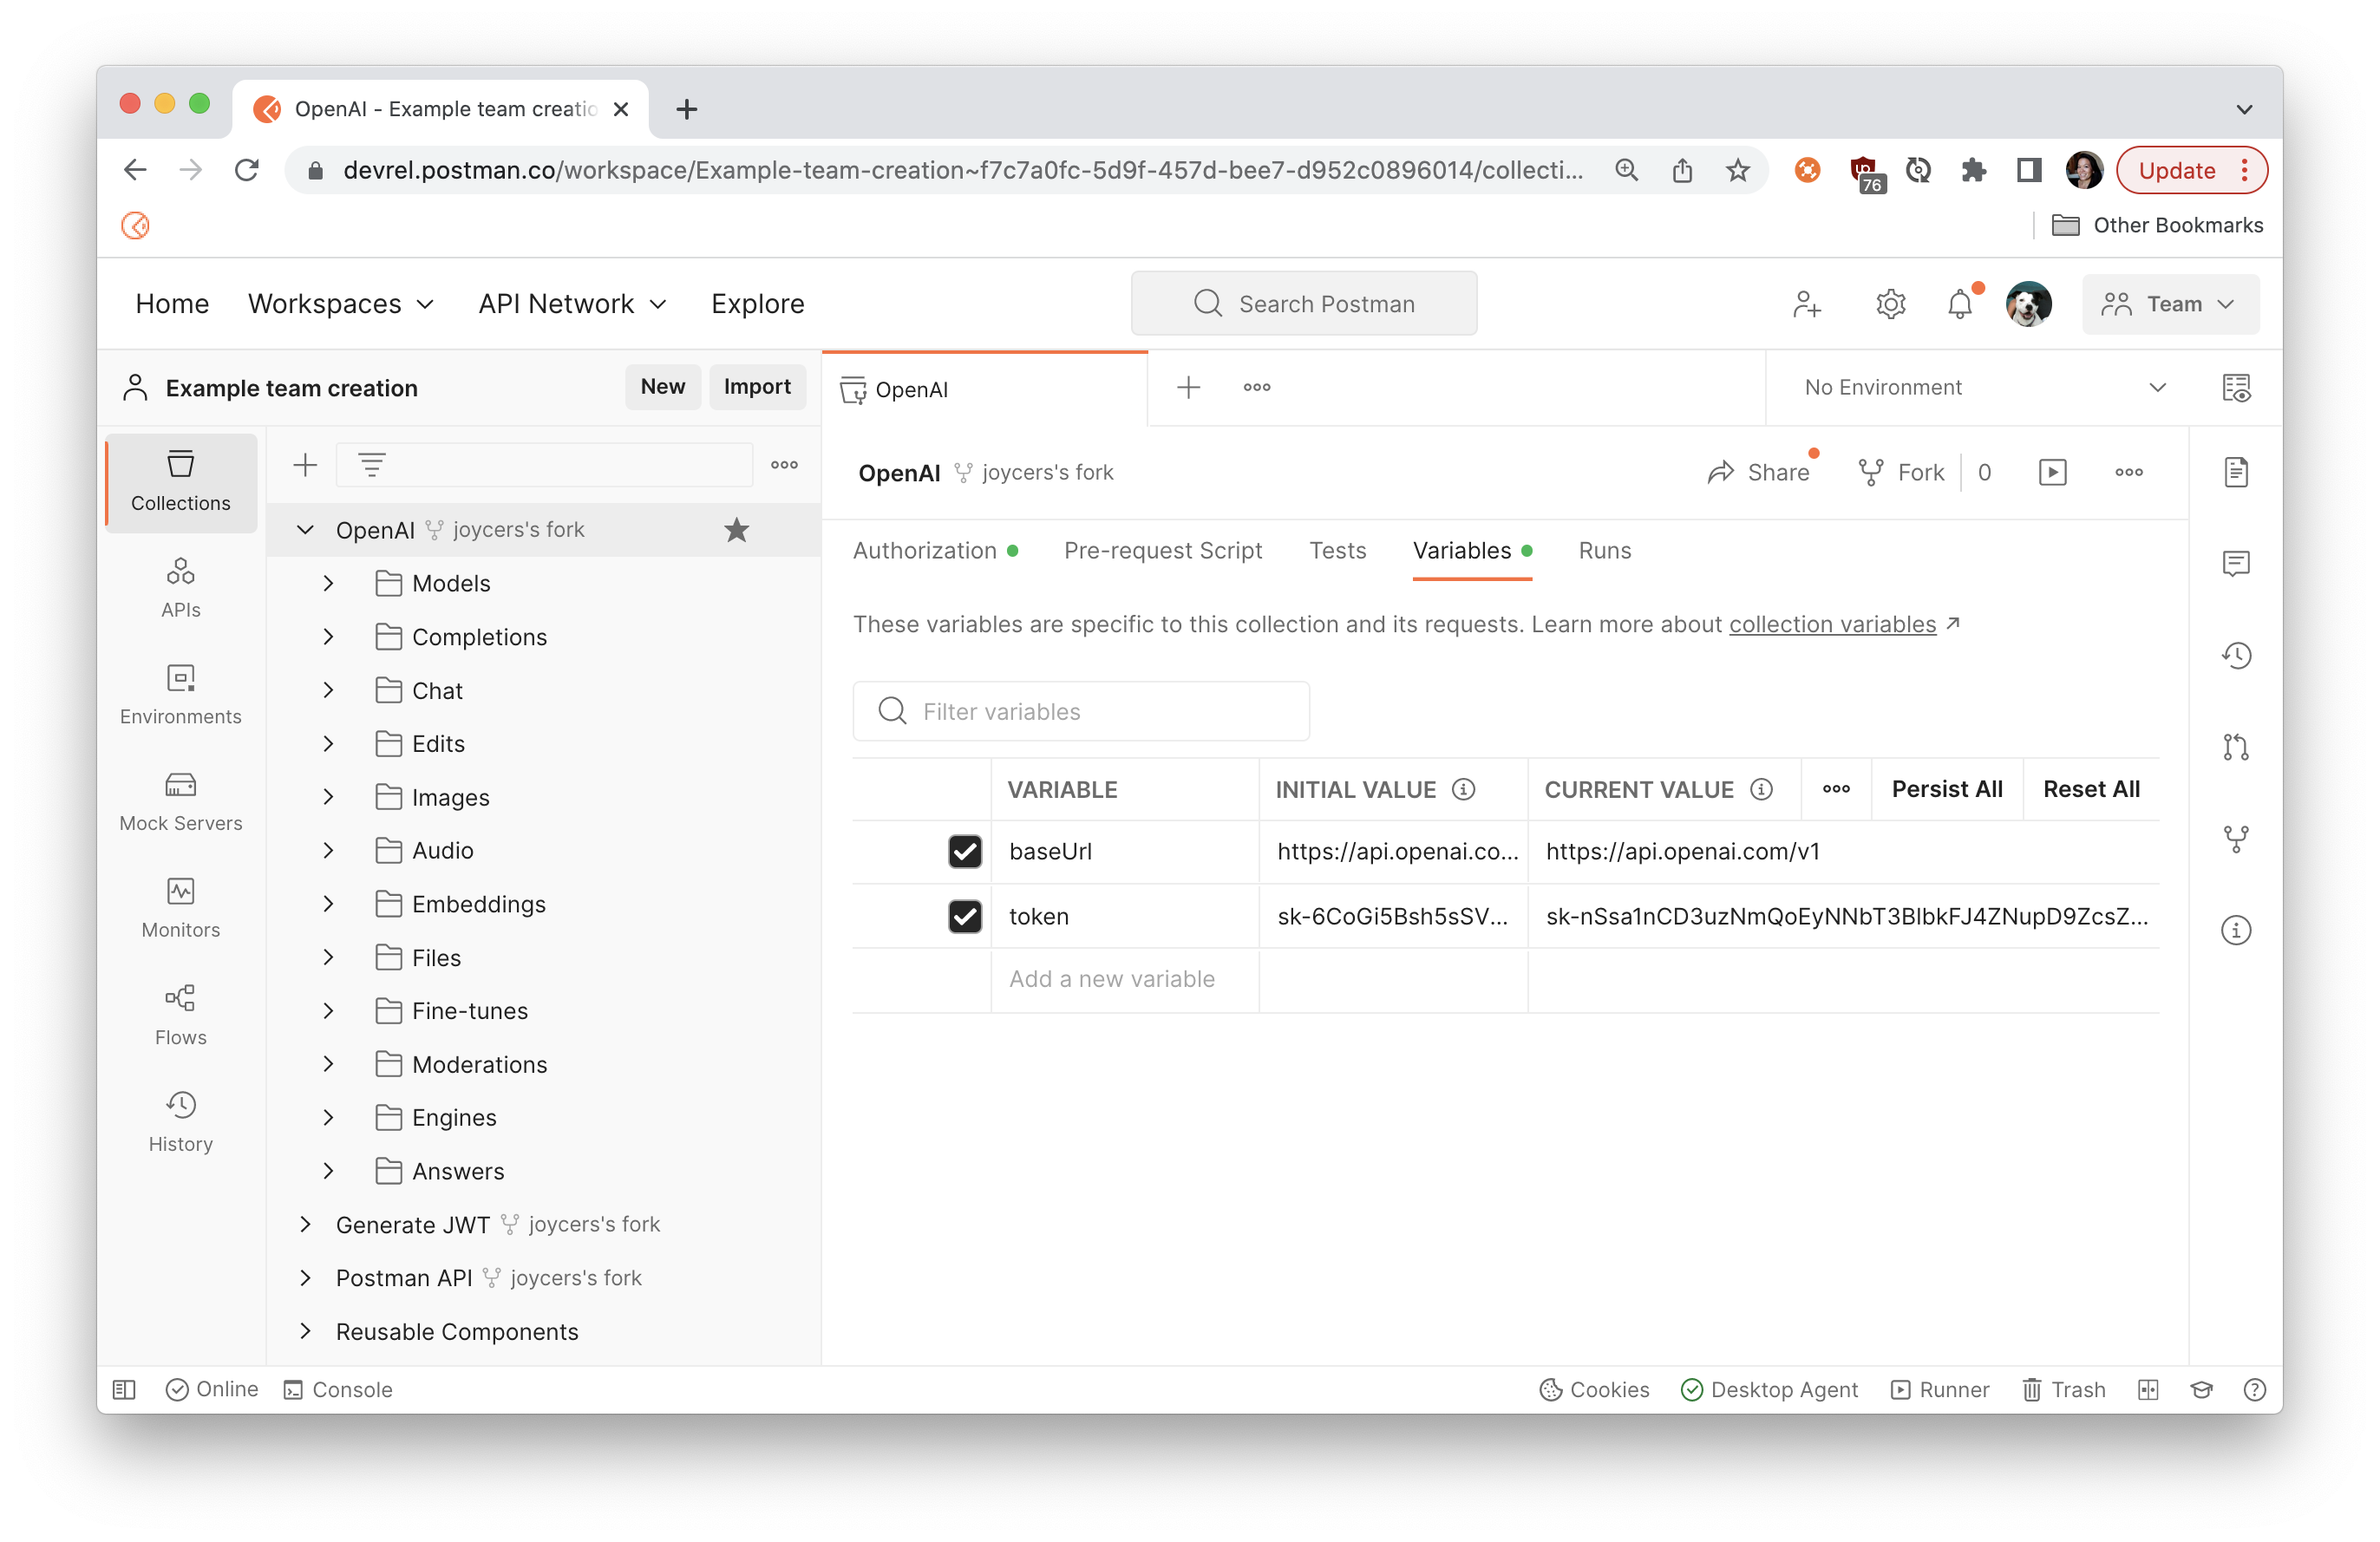 OpenAI - Example team creatio
devrel.postman.co/workspace/Example-team-creation~f7c7a0fc-5d9f-457d-bee7-d952c0896014/collecti...
76
Update
Other Bookmarks
Home Workspaces API Network Explore
Search Postman
Team
Example team creation
New Import
OpenAI
No Environment
Collections
APIs
Environments
Mock Servers
Monitors
Flows
History
OpenAI joycers's fork
Models
Completions
Chat
Edits
Images
Audio
Embeddings
Files
Fine-tunes
Moderations
Engines
Answers
Generate JWT joycers's fork
Postman API joycers's fork
Reusable Components
OpenAI joycers's fork
Share Fork 0
Authorization Pre-request Script Tests Variables Runs
These variables are specific to this collection and its requests. Learn more about collection variables ↗
Filter variables
VARIABLE INITIAL VALUE CURRENT VALUE Persist All Reset All
baseUrl https://api.openai.co... https://api.openai.com/v1
token sk-6CoGi5Bsh5sSV... sk-nSsa1nCD3uzNmQoEyNNbT3BlbkFJ4ZNupD9ZcsZ...
Add a new variable
Online Console
Cookies Desktop Agent Runner Trash